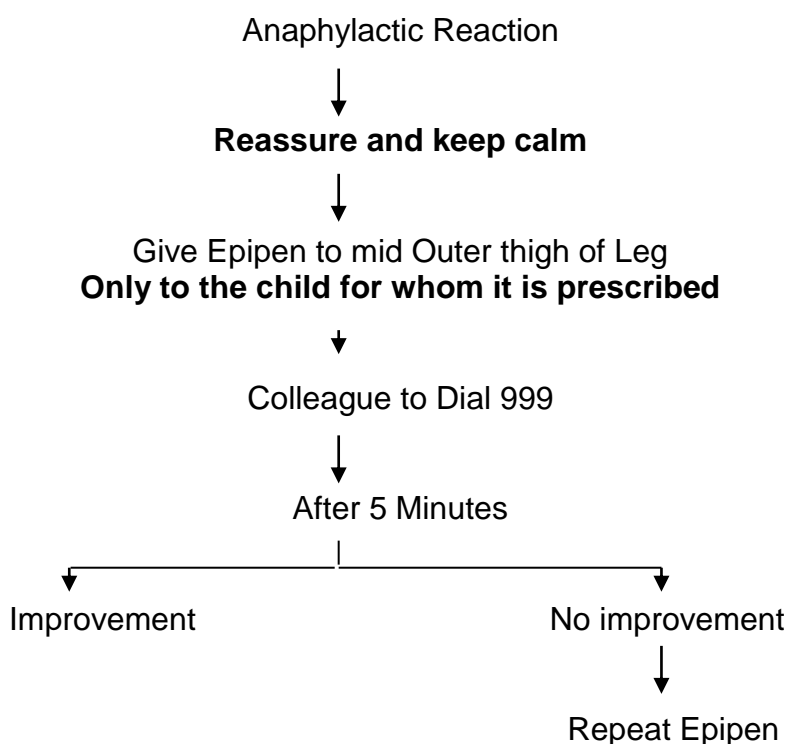 Anaphylactic Reaction
Reassure and keep calm
Give Epipen to mid Outer thigh of Leg
Only to the child for whom it is prescribed
Colleague to Dial 999
After 5 Minutes
Improvement
No improvement
Repeat Epipen